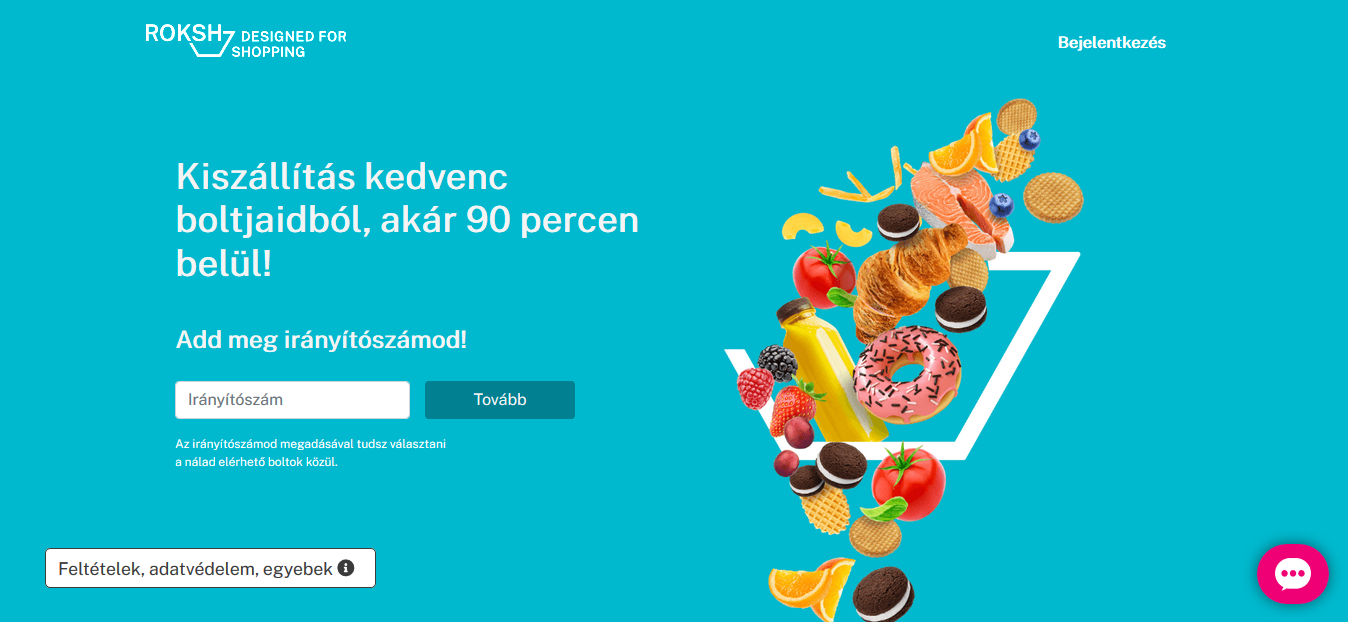 ROKSH DESIGNED FOR
SHOPPING
Bejelentkezés
Kiszállítás kedvenc
boltjaidból, akár 90 percen
belül!
Add meg irányítószámod!
Irányítószám
Tovább
Az irányítószámod megadásával tudsz választani
a nálad elérhető boltok közül.
Feltételek, adatvédelem, egyebek